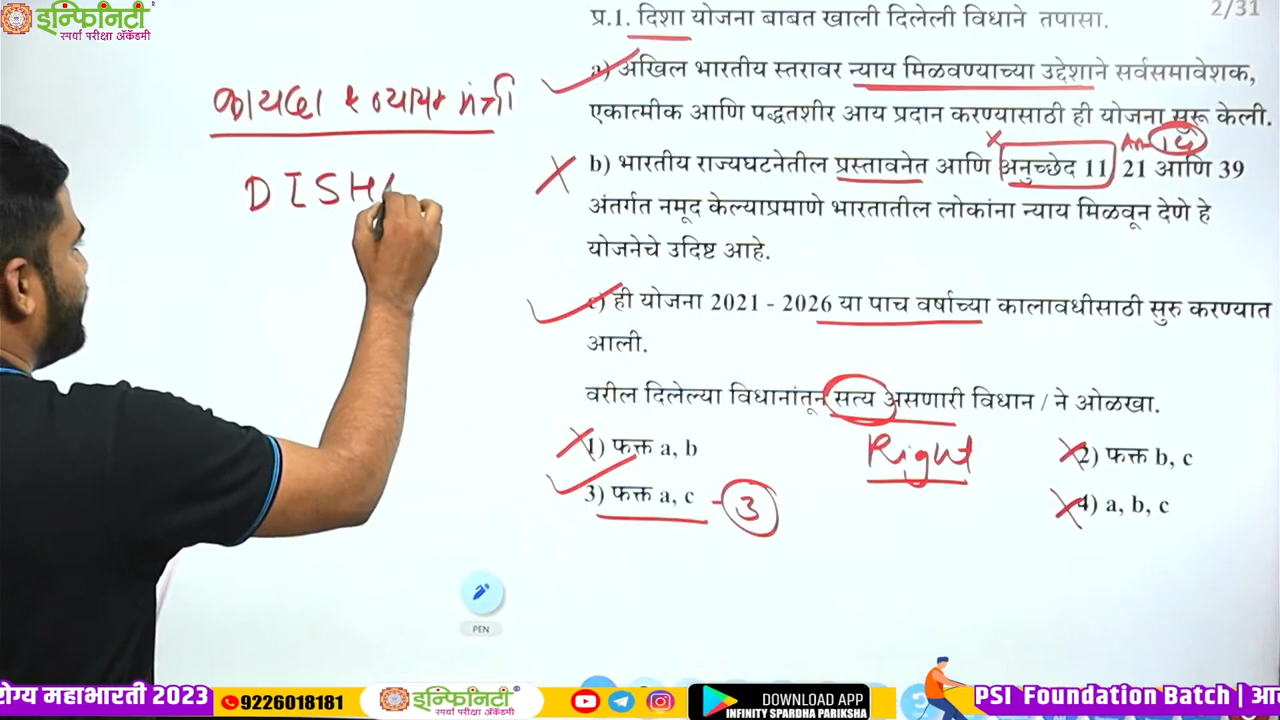 इन्फिनिटी
स्पर्धा परीक्षा अ‍ॅकॅडमी
2/31
प्र.1. दिशा योजना बाबत खाली दिलेली विधाने तपासा.
a) अखिल भारतीय स्तरावर न्याय मिळवण्याच्या उद्देशाने सर्वसमावेशक,
एकात्मीक आणि पद्धतशीर आय प्रदान करण्यासाठी ही योजना सुरू केली.
b) भारतीय राज्यघटनेतील प्रस्तावनेत आणि अनुच्छेद 11 21 आणि 39
अंतर्गत नमूद केल्याप्रमाणे भारतातील लोकांना न्याय मिळवून देणे हे
योजनेचे उदिष्ट आहे.
c) ही योजना 2021 - 2026 या पाच वर्षाच्या कालावधीसाठी सुरु करण्यात
आली.
वरील दिलेल्या विधानांतून सत्य असणारी विधान / ने ओळखा.
1) फक्त a, b
2) फक्त b, c
3) फक्त a, c - 3
4) a, b, c
Right
कायदा व न्याय मंत्री
DISH
PEN
रोग्य महाभारती 2023
9226018181
इन्फिनिटी
स्पर्धा परीक्षा अ‍ॅकॅडमी
DOWNLOAD APP
INFINITY SPARDHA PARIKSHA
PSI Foundation Batch | आ